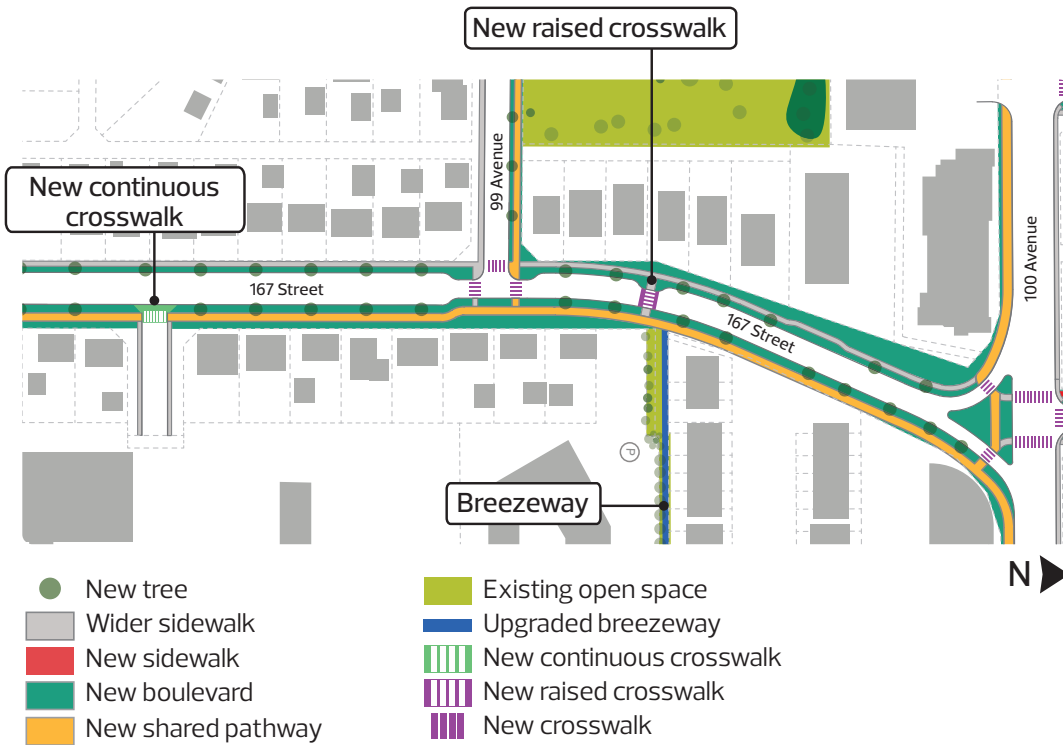 New raised crosswalk
New continuous
crosswalk
99 Avenue
100 Avenue
167 Street
167 Street
P
Breezeway
N
New tree
Wider sidewalk
New sidewalk
New boulevard
New shared pathway
Existing open space
Upgraded breezeway
New continuous crosswalk
New raised crosswalk
New crosswalk